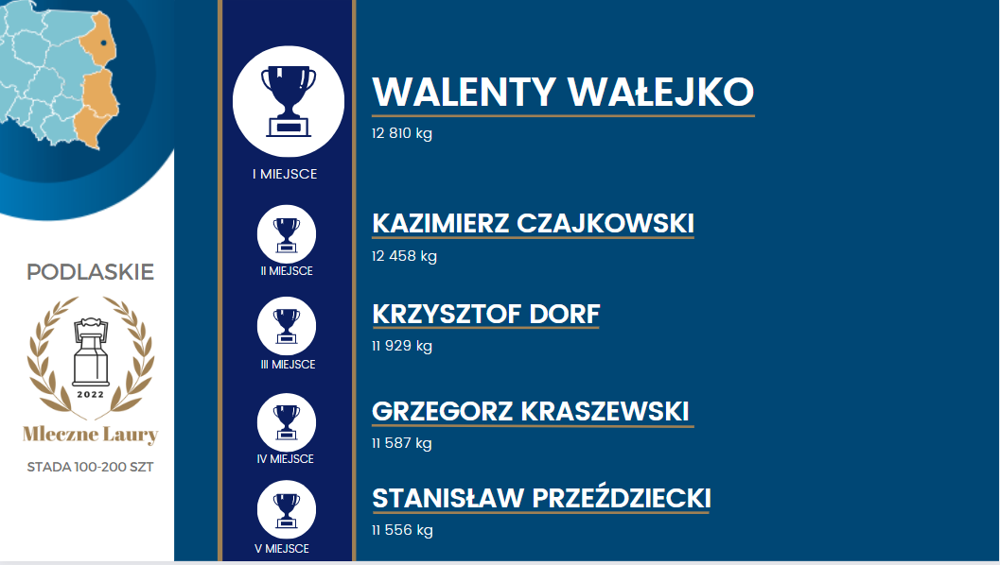 PODLASKIE
2022
Mleczne Laury
STADA 100-200 SZT
I MIEJSCE
WALENTY WAŁEJKO
12 810 kg
II MIEJSCE
KAZIMIERZ CZAJKOWSKI
12 458 kg
III MIEJSCE
KRZYSZTOF DORF
11 929 kg
IV MIEJSCE
GRZEGORZ KRASZEWSKI
11 587 kg
V MIEJSCE
STANISŁAW PRZEŹDZIECKI
11 556 kg